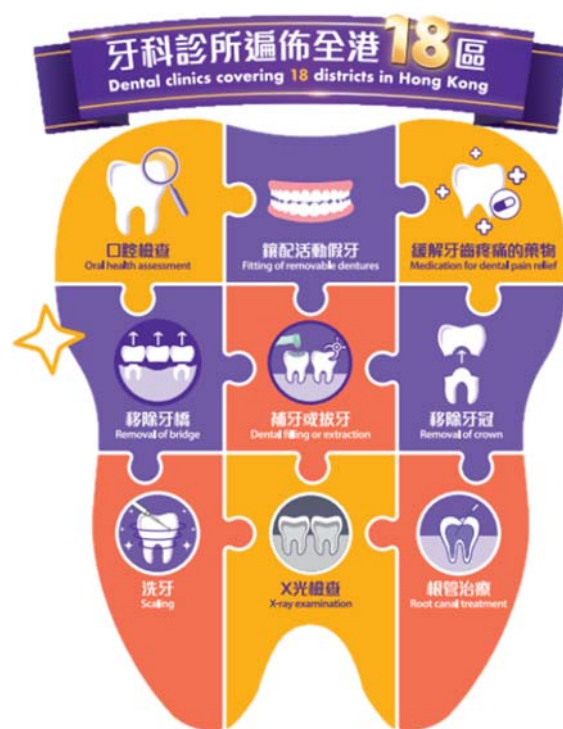 牙科診所遍佈全港18區
Dental clinics covering 18 districts in Hong Kong
口腔檢查
Oral health assessment
鑲配活動假牙
Fitting of removable dentures
緩解牙齒疼痛的藥物
Medication for dental pain relief
移除牙橋
Removal of bridge
補牙或拔牙
Dental filling or extraction
移除牙冠
Removal of crown
洗牙
Scaling
X光檢查
X-ray examination
根管治療
Root canal treatment